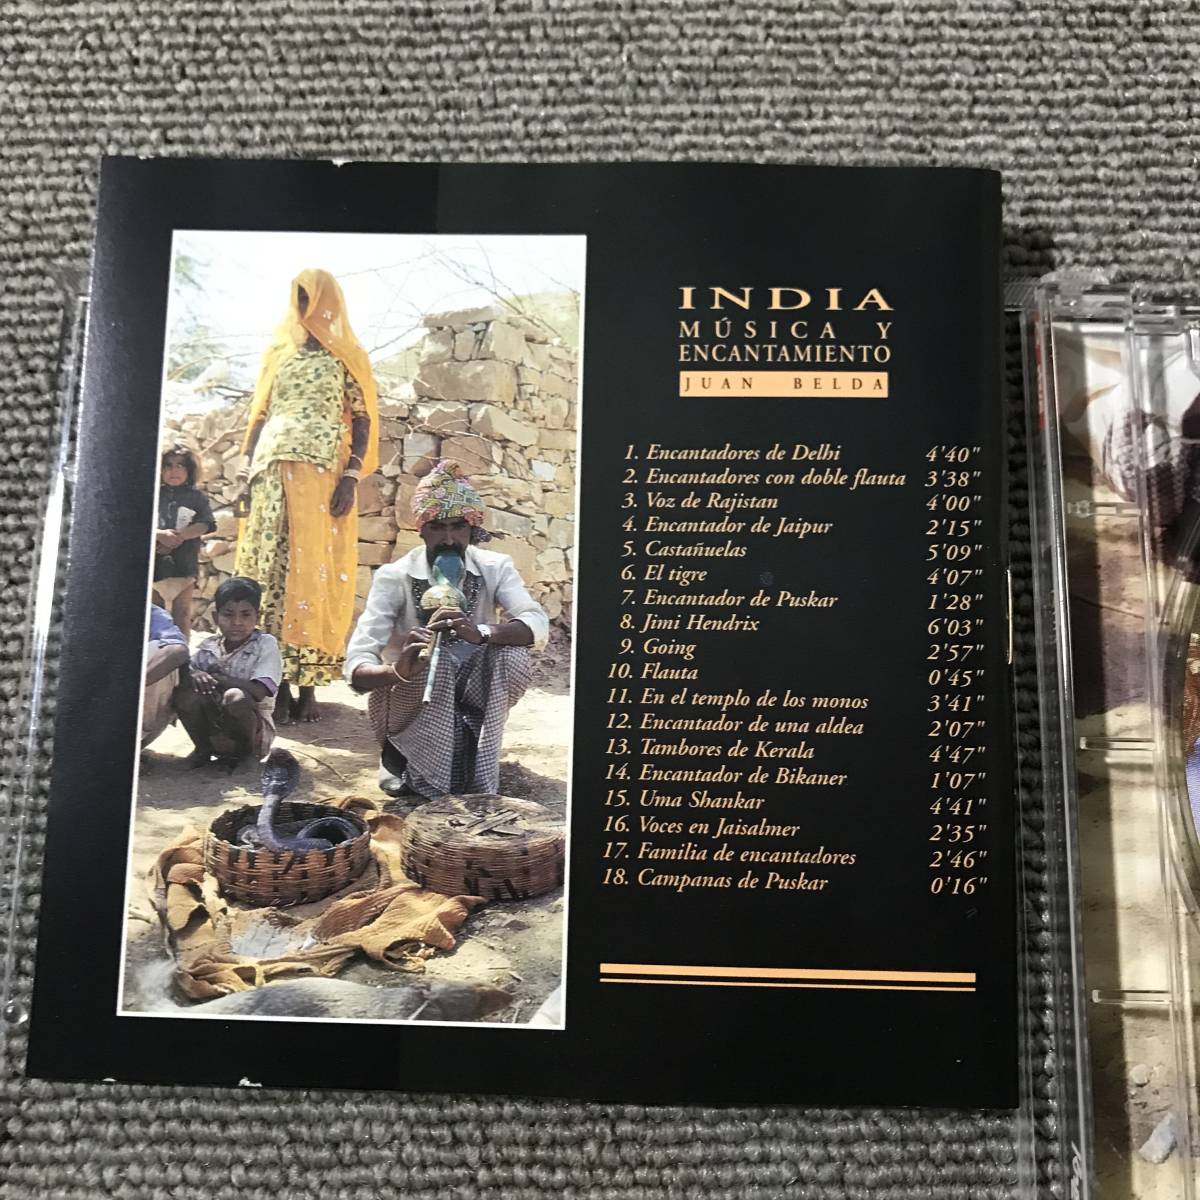 INDIA
MÚSICA Y
ENCANTAMIENTO
JUAN BELDA
1. Encantadores de Delhi 4'40"
2. Encantadores con doble flauta 3'38"
3. Voz de Rajistan 4'00"
4. Encantador de Jaipur 2'15"
5. Castañuelas 5'09"
6. El tigre 4'07"
7. Encantador de Puskar 1'28"
8. Jimi Hendrix 6'03"
9. Going 2'57"
10. Flauta 0'45"
11. En el templo de los monos 3'41"
12. Encantador de una aldea 2'07"
13. Tambores de Kerala 4'47"
14. Encantador de Bikaner 1'07"
15. Uma Shankar 4'41"
16. Voces en Jaisalmer 2'35"
17. Familia de encantadores 2'46"
18. Campanas de Puskar 0'16"